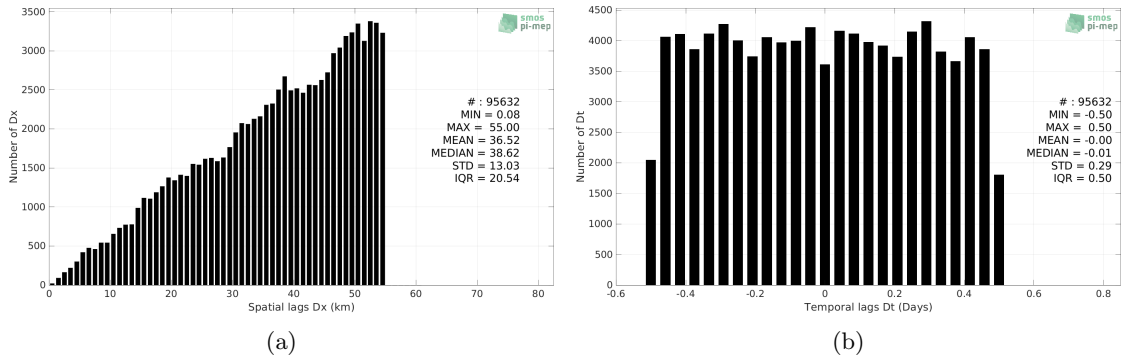 3500
3000
2500
2000
1500
1000
500
0
Number of Dx
0 10 20 30 40 50 60 70 80
Spatial lags Dx (km)
smos
pi-mep
# : 95632
MIN = 0.08
MAX = 55.00
MEAN = 36.52
MEDIAN = 38.62
STD = 13.03
IQR = 20.54
(a)
4500
4000
3500
3000
2500
2000
1500
1000
500
0
Number of Dt
-0.6 -0.4 -0.2 0 0.2 0.4 0.6 0.8
Temporal lags Dt (Days)
smos
pi-mep
# : 95632
MIN = -0.50
MAX = 0.50
MEAN = -0.00
MEDIAN = -0.01
STD = 0.29
IQR = 0.50
(b)